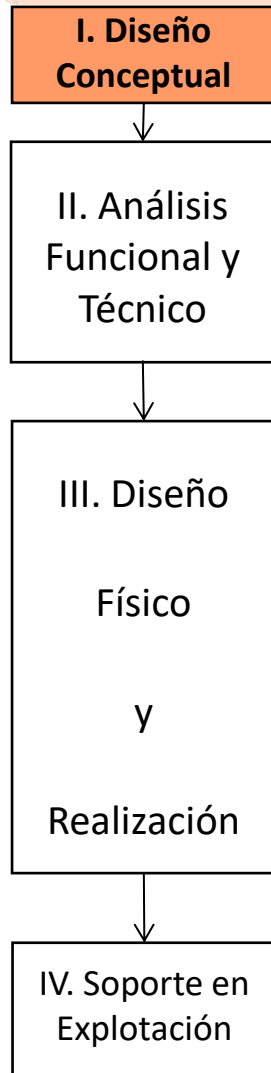 I. Diseño
Conceptual
II. Análisis
Funcional y
Técnico
III. Diseño
Físico
y
Realización
IV. Soporte en
Explotación